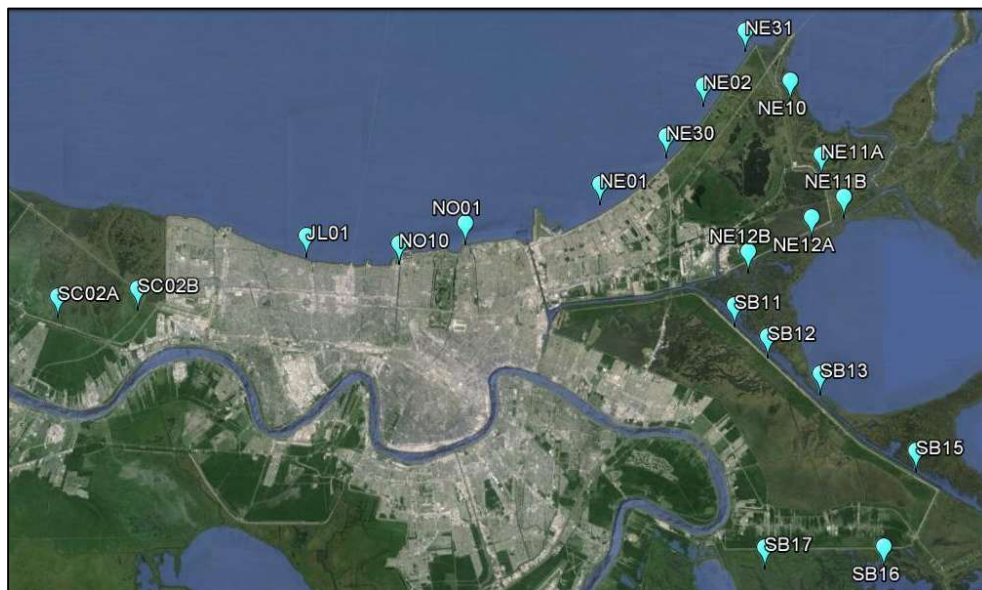 NE31
NE02
NE10
NE30
NE11A
NE01
NE11B
NO01
JL01
NO10
NE12B
NE12A
SC02A
SC02B
SB11
SB12
SB13
SB15
SB17
SB16